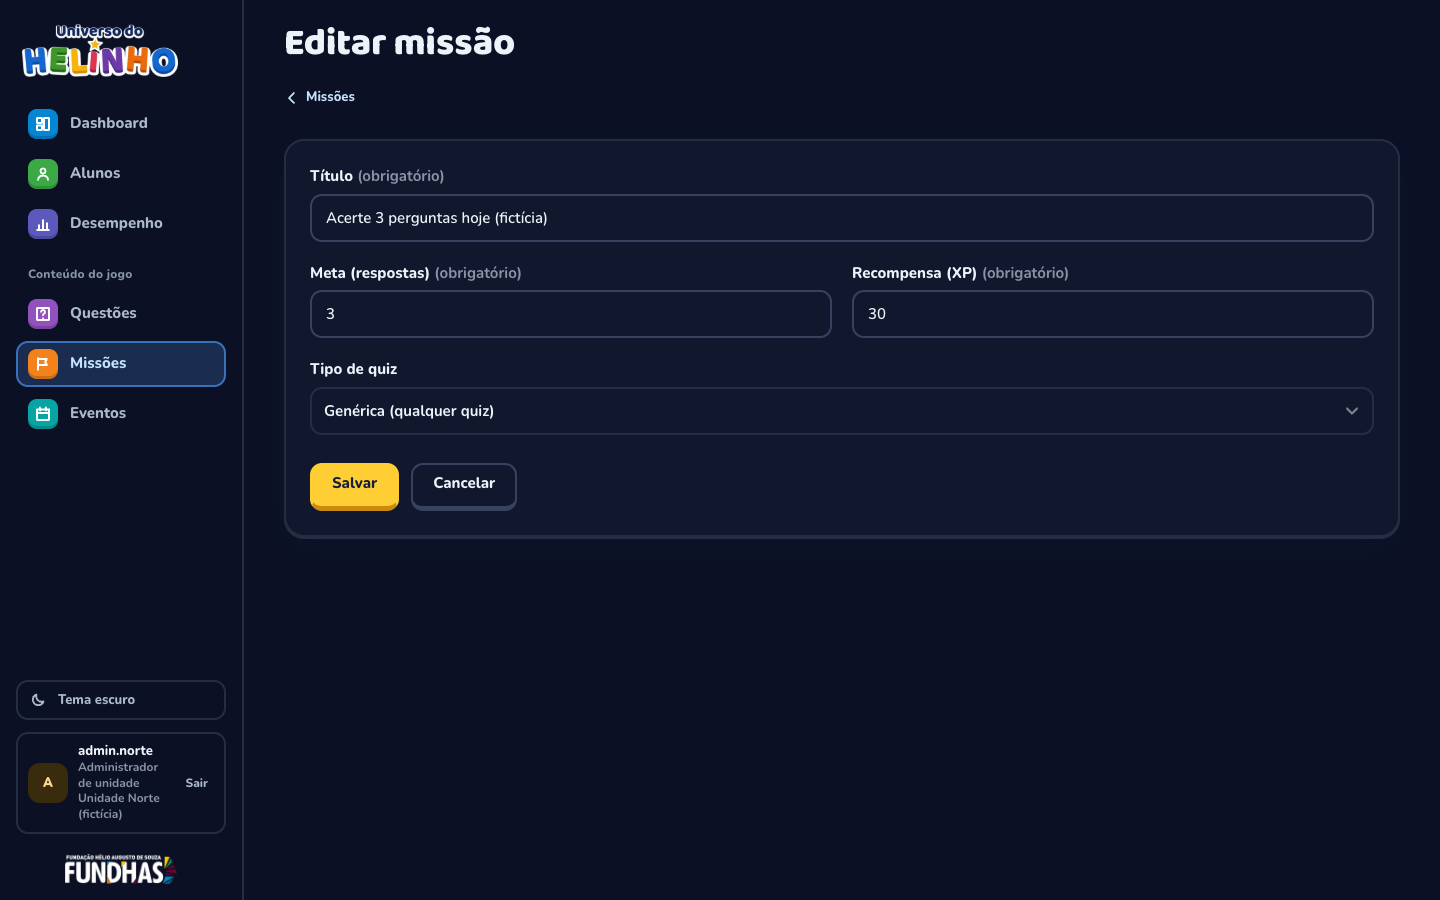 Universo do
HELINHO
Dashboard
Alunos
Desempenho
Conteúdo do jogo
Questões
Missões
Eventos
Tema escuro
A
admin.norte
Administrador
de unidade
Unidade Norte
(fictícia)
Sair
FUNDAÇÃO HÉLIO AUGUSTO DE SOUZA
FUNDHAS
Editar missão
Missões
Título (obrigatório)
Acerte 3 perguntas hoje (fictícia)
Meta (respostas) (obrigatório)
3
Recompensa (XP) (obrigatório)
30
Tipo de quiz
Genérica (qualquer quiz)
Salvar
Cancelar